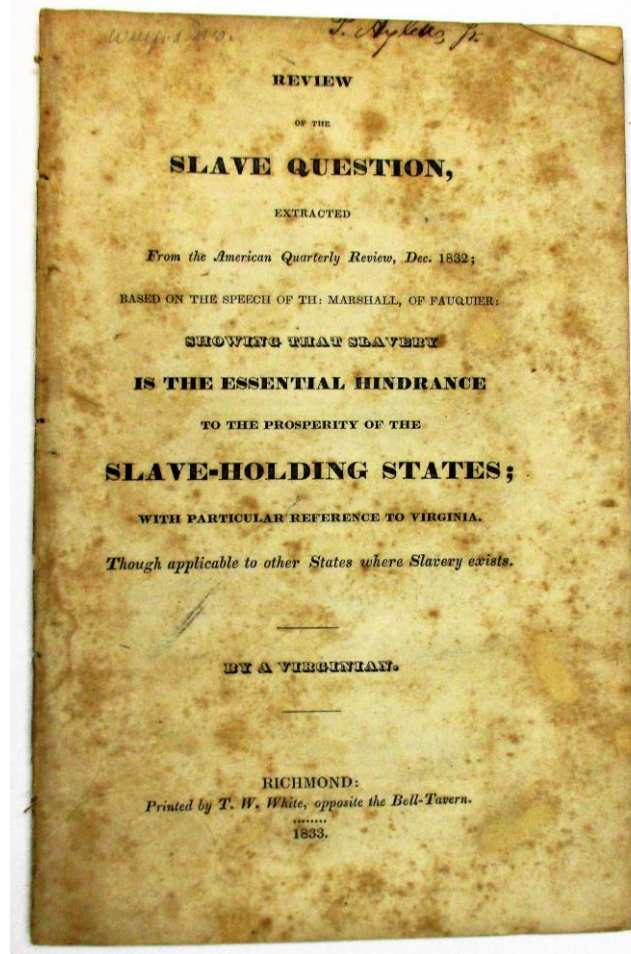 REVIEW
OF THE
SLAVE QUESTION,
EXTRACTED
From the American Quarterly Review, Dec. 1832;
BASED ON THE SPEECH OF TH: MARSHALL, OF FAUQUIER:
SHOWING THAT SLAVERY
IS THE ESSENTIAL HINDRANCE
TO THE PROSPERITY OF THE
SLAVE-HOLDING STATES;
WITH PARTICULAR REFERENCE TO VIRGINIA.
Though applicable to other States where Slavery exists.
BY A VIRGINIAN.
RICHMOND:
Printed by T. W. White, opposite the Bell-Tavern.
1833.